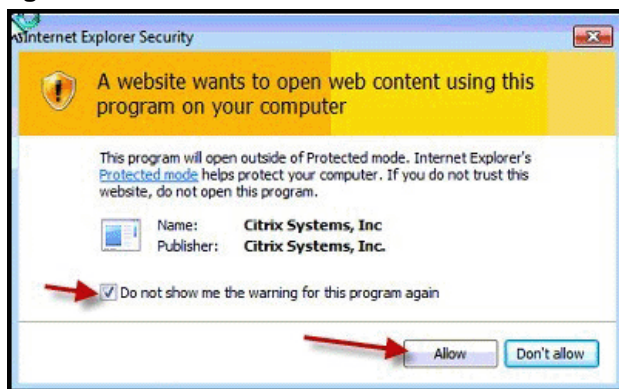 Internet Explorer Security
A website wants to open web content using this
program on your computer
This program will open outside of Protected mode. Internet Explorer's
Protected mode helps protect your computer. If you do not trust this
website, do not open this program.
Name: Citrix Systems, Inc
Publisher: Citrix Systems, Inc.
Do not show me the warning for this program again
Allow Don't allow